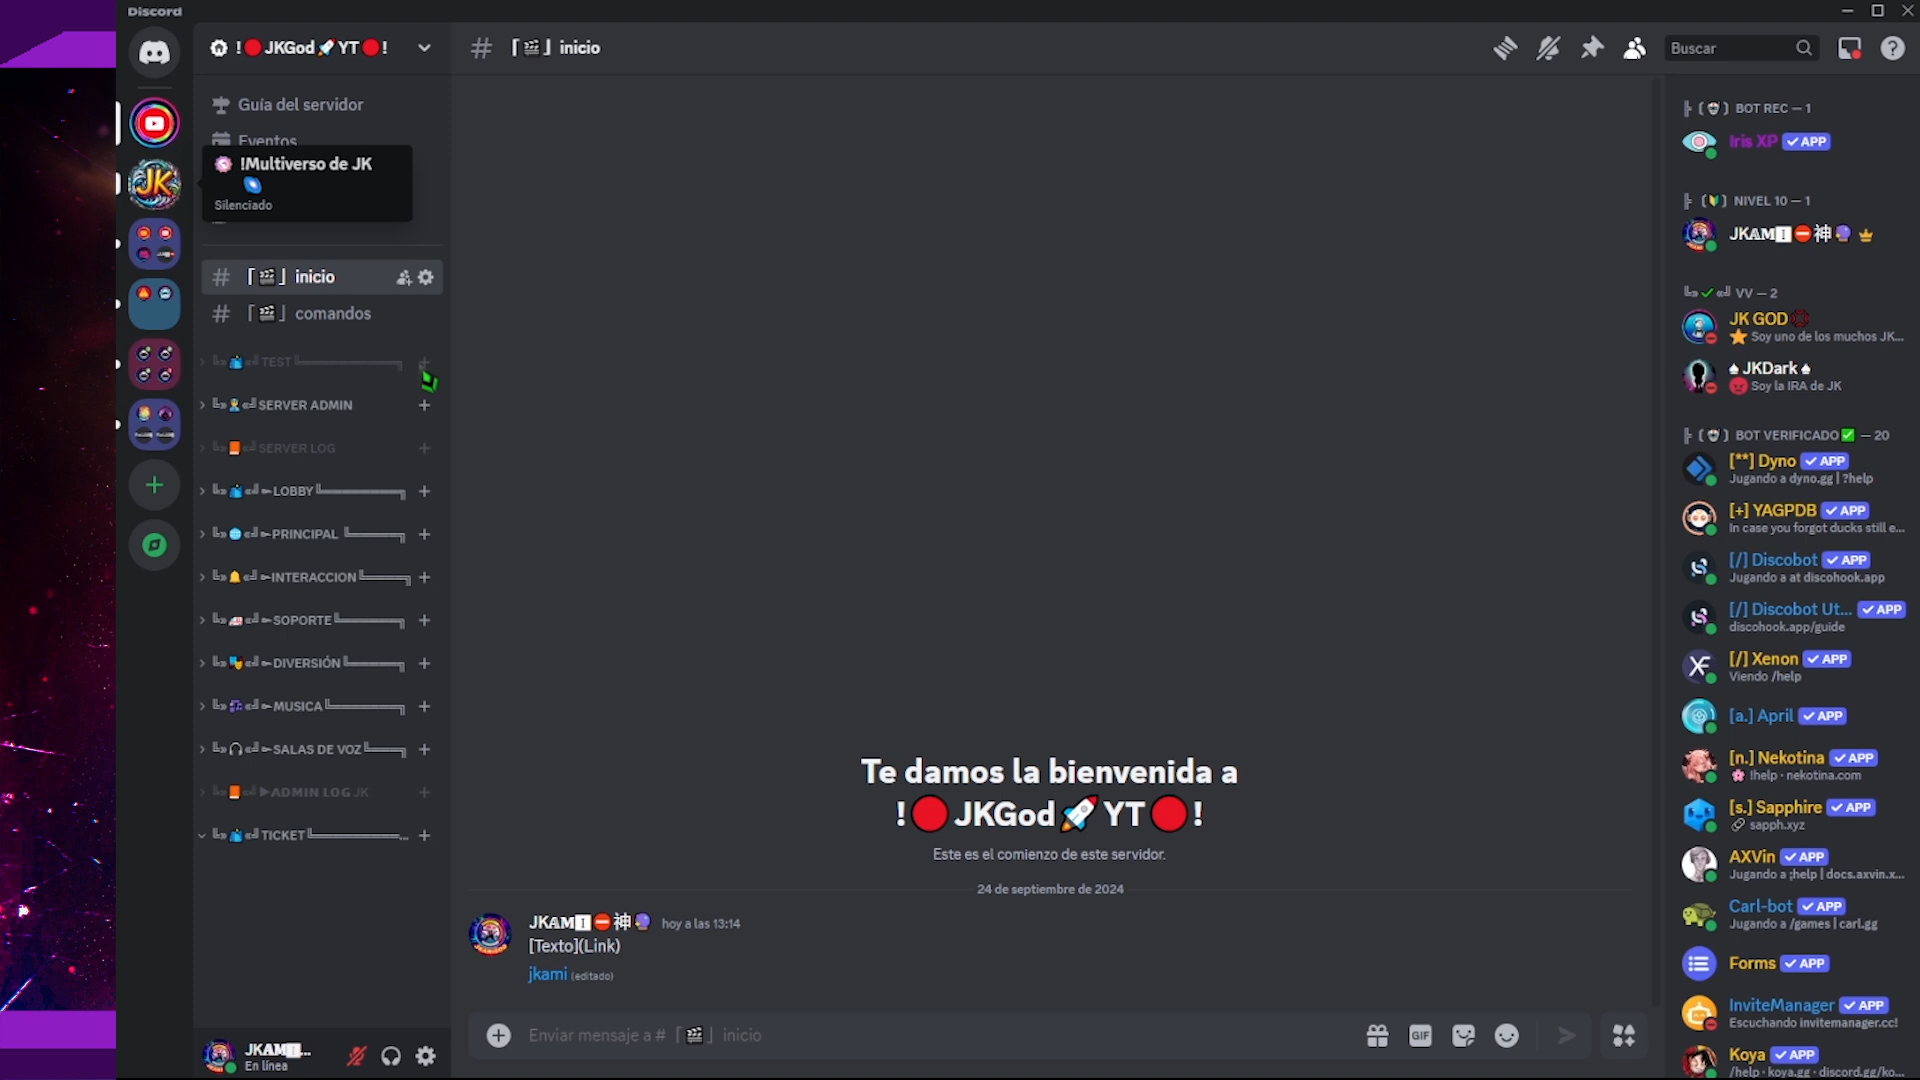 Discord
! 🔴 JKGod 🚀 YT 🔴 !
Guía del servidor
Eventos
!Multiverso de JK
Silenciado
# 「🎬」 inicio
# 「🎬」 comandos
╚»📫«╝TEST╚═════════╗
╚»«╝SERVER ADMIN
╚»📙«╝SERVER LOG
╚»📫«╝➳LOBBY╚════════╗
╚»🌐«╝➳PRINCIPAL ╚══════╗
╚»🔔«╝➳INTERACCION╚═════╗
╚»🚑«╝➳SOPORTE╚══════╗
╚»🎭«╝➳DIVERSIÓN╚══════╗
╚»🎶«╝➳MUSICA╚═══════╗
╚»🎧«╝➳SALAS DE VOZ╚════╗
╚»📙«╝▶ADMIN LOG JK
╚»📫«╝TICKET╚════════...
JK𝔸𝐌🅸...
En línea
# 「🎬」 inicio
Te damos la bienvenida a
! 🔴 JKGod 🚀 YT 🔴 !
Este es el comienzo de este servidor.
24 de septiembre de 2024
JK𝔸𝐌🅸⛔神🔮 hoy a las 13:14
[Texto](Link)
jkami (editado)
Enviar mensaje a # 「🎬」 inicio
GIF
Buscar
╠ ❲🤖❳ BOT REC — 1
Iris XP ✓ APP
╠ ❲🔰❳ NIVEL 10 — 1
JK𝔸𝐌🅸⛔神🔮
╚»✅«╝ VV — 2
JK GOD💢
⭐ Soy uno de los muchos JK...
♠ JKDark ♠
😡 Soy la IRA de JK
╠ ❲🤖❳ BOT VERIFICADO✅ — 20
[**] Dyno ✓ APP
Jugando a dyno.gg | ?help
[+] YAGPDB ✓ APP
In case you forgot ducks still e...
[/] Discobot ✓ APP
Jugando a at discohook.app
[/] Discobot Ut... ✓ APP
discohook.app/guide
[/] Xenon ✓ APP
Viendo /help
[a.] April ✓ APP
[n.] Nekotina ✓ APP
🌸 !help · nekotina.com
[s.] Sapphire ✓ APP
🔗 sapph.xyz
AXVin ✓ APP
Jugando a ;help | docs.axvin.x...
Carl-bot ✓ APP
Jugando a /games | carl.gg
Forms ✓ APP
InviteManager ✓ APP
Escuchando invitemanager.cc!
Koya ✓ APP
/help · koya.gg · discord.gg/ko...